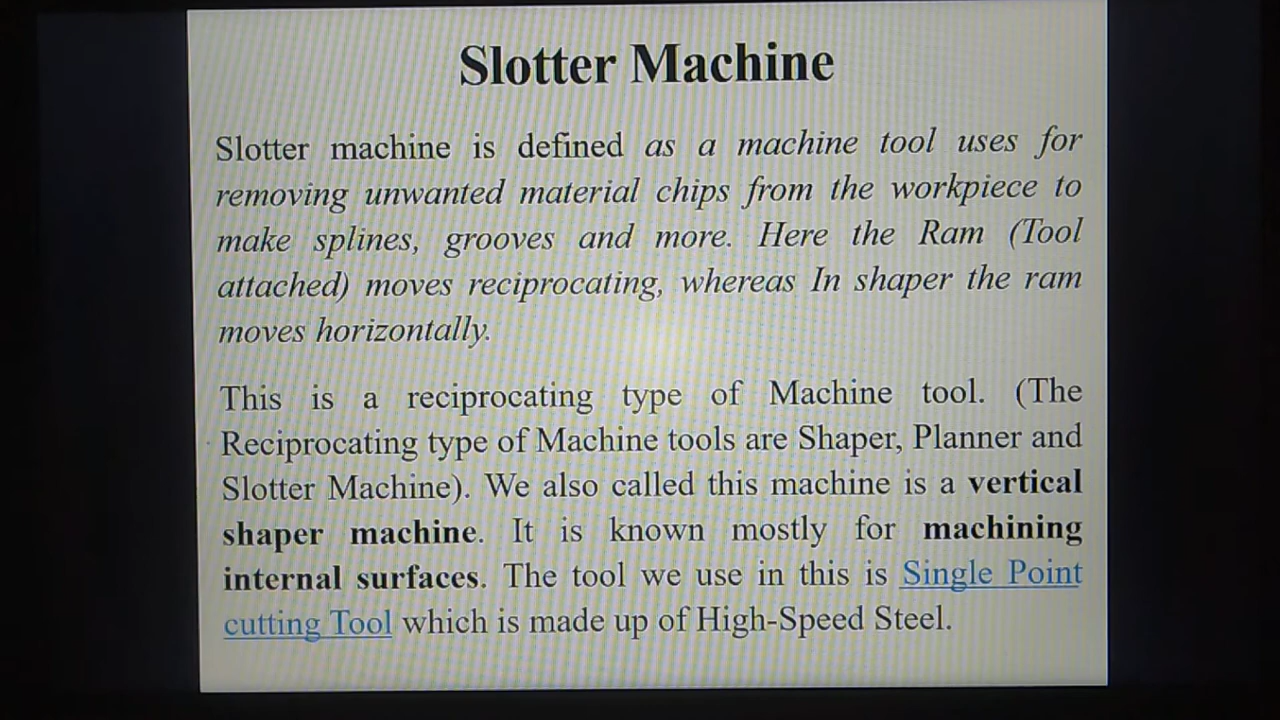 Slotter Machine
Slotter machine is defined as a machine tool uses for
removing unwanted material chips from the workpiece to
make splines, grooves and more. Here the Ram (Tool
attached) moves reciprocating, whereas In shaper the ram
moves horizontally.
This is a reciprocating type of Machine tool. (The
Reciprocating type of Machine tools are Shaper, Planner and
Slotter Machine). We also called this machine is a vertical
shaper machine. It is known mostly for machining
internal surfaces. The tool we use in this is Single Point
cutting Tool which is made up of High-Speed Steel.